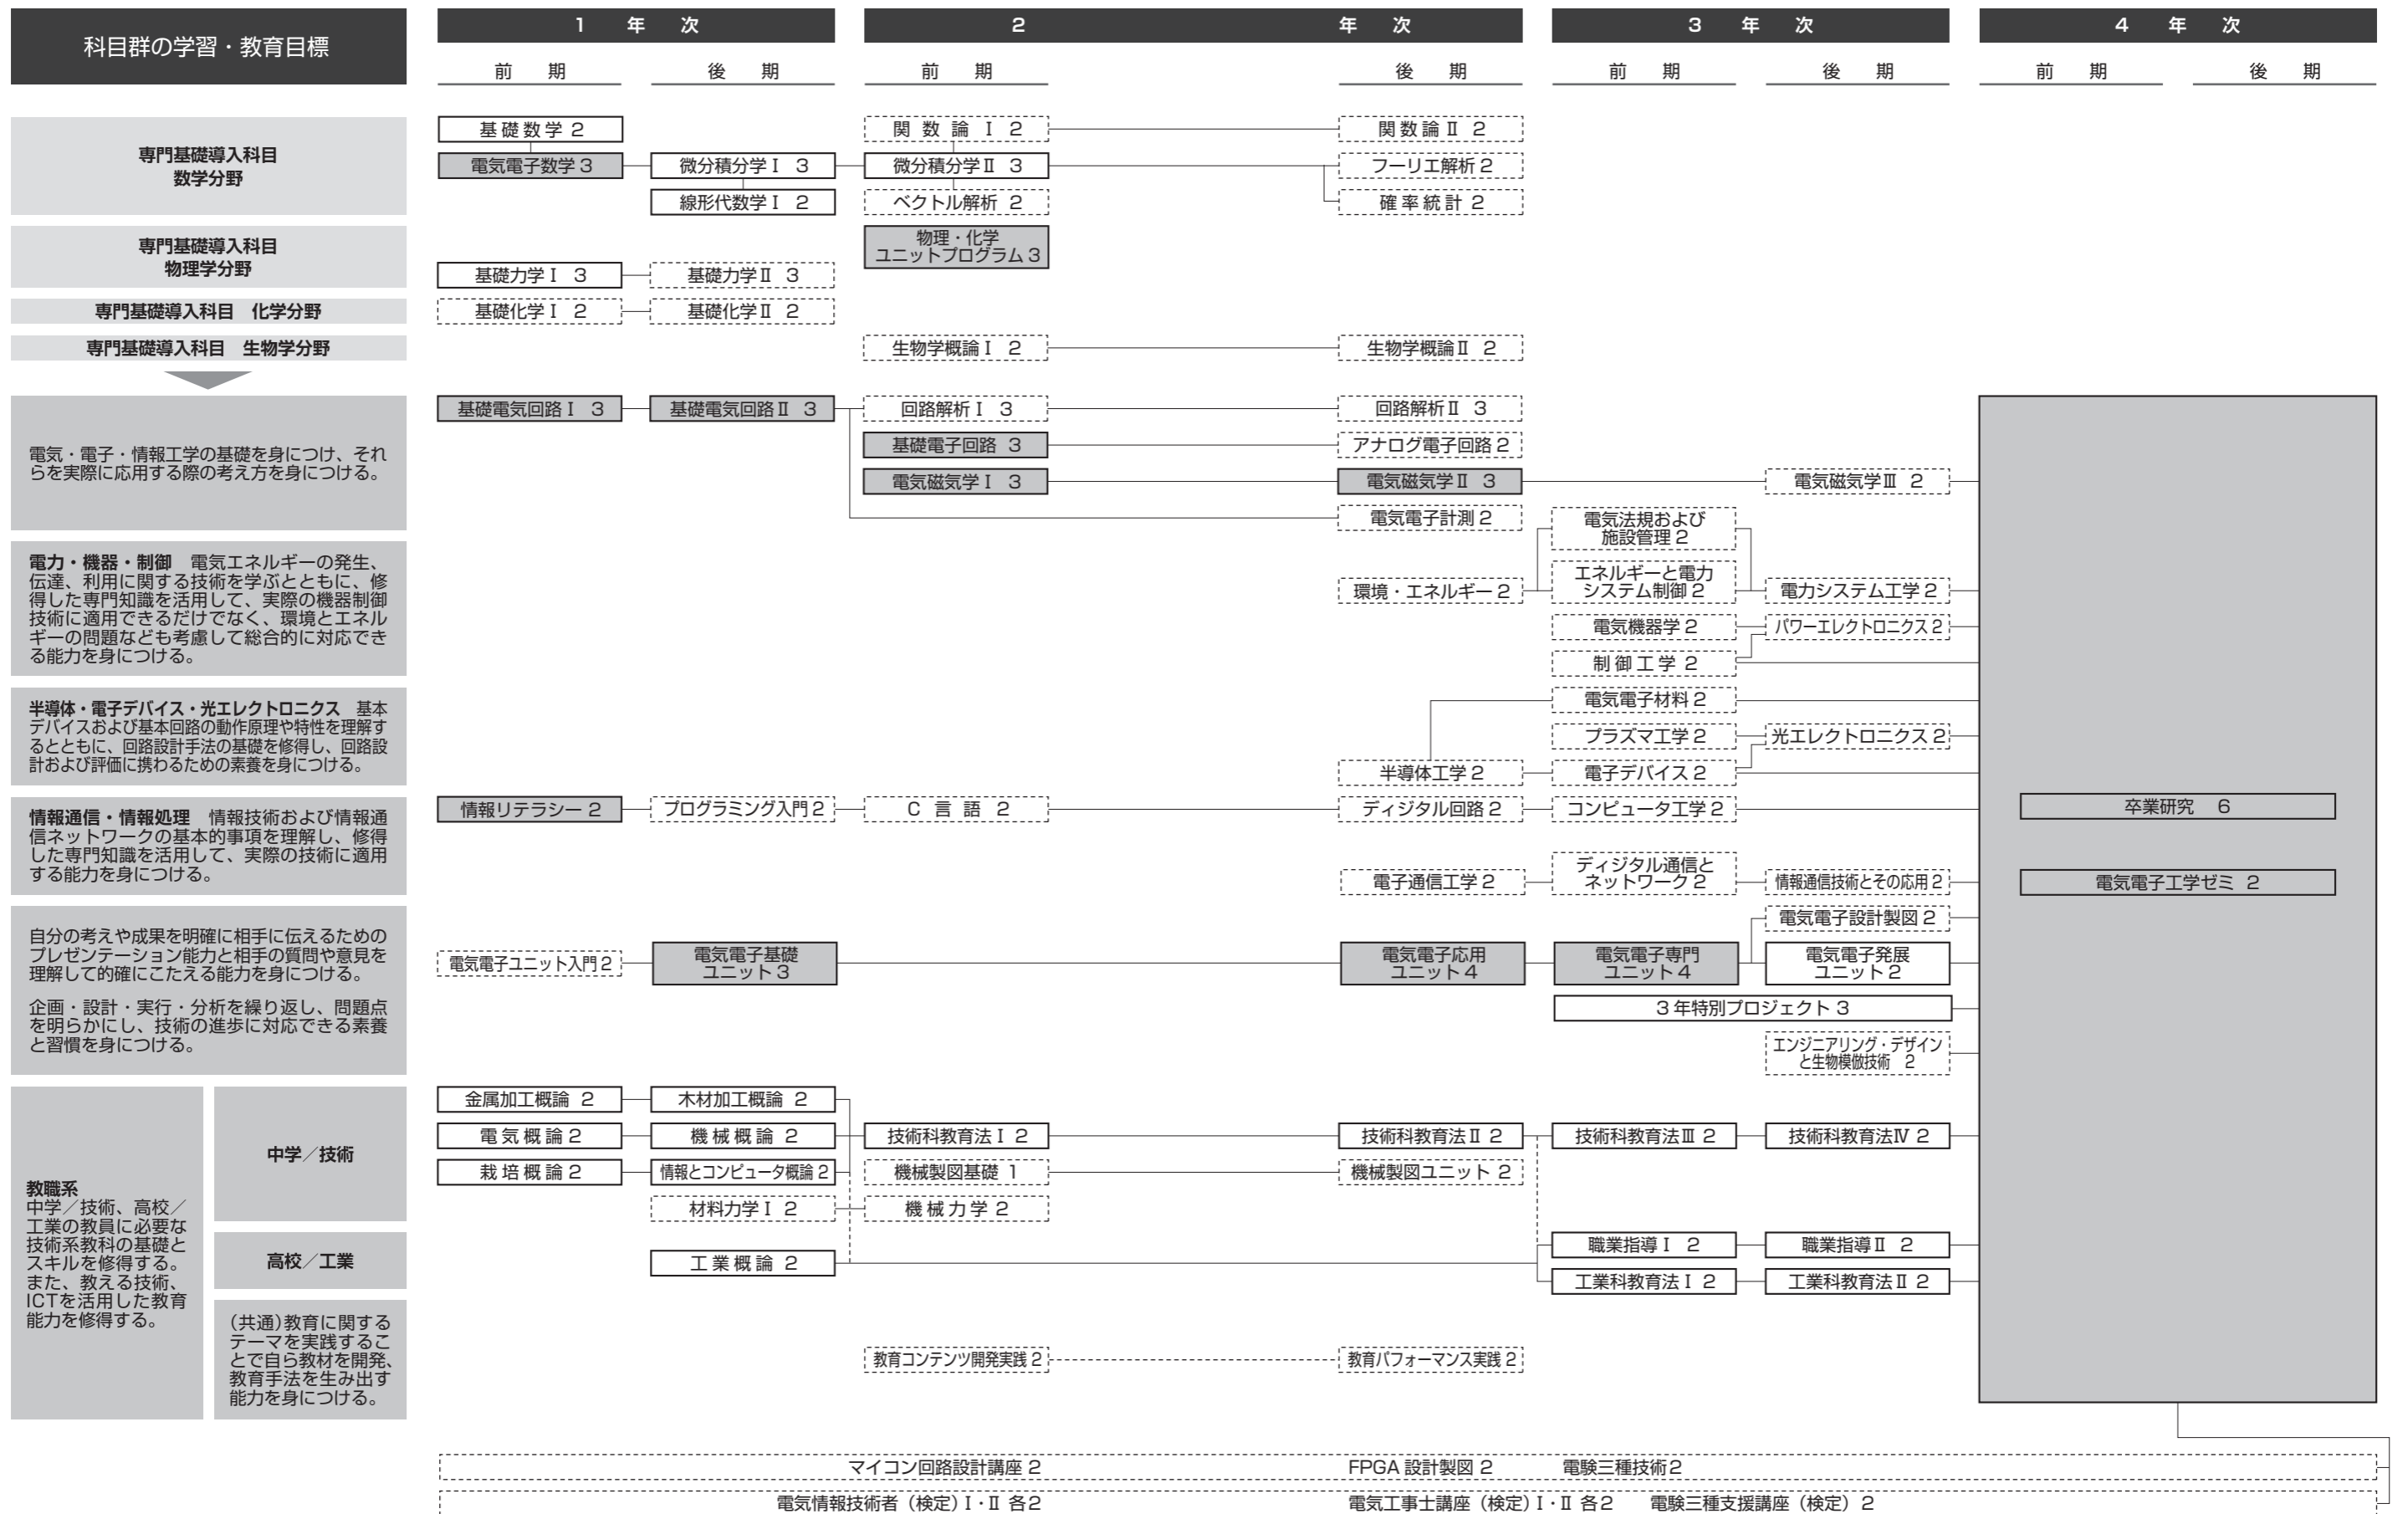 科目群の学習・教育目標
1 年 次
2 年 次
3 年 次
4 年 次
前 期
後 期
前 期
後 期
前 期
後 期
前 期
後 期
専門基礎導入科目
数学分野
基礎数学 2
関数論Ⅰ 2
関数論Ⅱ 2
電気電子数学 3
微分積分学Ⅰ 3
微分積分学Ⅱ 3
フーリエ解析 2
線形代数学Ⅰ 2
ベクトル解析 2
確率統計 2
専門基礎導入科目
物理学分野
物理・化学
ユニットプログラム 3
基礎力学Ⅰ 3
基礎力学Ⅱ 3
専門基礎導入科目 化学分野
基礎化学Ⅰ 2
基礎化学Ⅱ 2
専門基礎導入科目 生物学分野
生物学概論Ⅰ 2
生物学概論Ⅱ 2
電気・電子・情報工学の基礎を身につけ、それ
らを実際に応用する際の考え方を身につける。
基礎電気回路Ⅰ 3
基礎電気回路Ⅱ 3
回路解析Ⅰ 3
回路解析Ⅱ 3
基礎電子回路 3
アナログ電子回路 2
電気磁気学Ⅰ 3
電気磁気学Ⅱ 3
電気磁気学Ⅲ 2
電気電子計測 2
電力・機器・制御 電気エネルギーの発生、
伝達、利用に関する技術を学ぶとともに、修
得した専門知識を活用して、実際の機器制御
技術に適用できるだけでなく、環境とエネル
ギーの問題なども考慮して総合的に対応でき
る能力を身につける。
電気法規および
施設管理 2
環境・エネルギー 2
エネルギーと電力
システム制御 2
電力システム工学 2
電気機器学 2
パワーエレクトロニクス 2
制御工学 2
半導体・電子デバイス・光エレクトロニクス 基本
デバイスおよび基本回路の動作原理や特性を理解す
るとともに、回路設計手法の基礎を修得し、回路設
計および評価に携わるための素養を身につける。
電気電子材料 2
プラズマ工学 2
光エレクトロニクス 2
半導体工学 2
電子デバイス 2
情報通信・情報処理 情報技術および情報通
信ネットワークの基本的事項を理解し、修得
した専門知識を活用して、実際の技術に適用
する能力を身につける。
情報リテラシー 2
プログラミング入門 2
C 言 語 2
ディジタル回路 2
コンピュータ工学 2
卒業研究 6
電子通信工学 2
ディジタル通信と
ネットワーク 2
情報通信技術とその応用 2
電気電子工学ゼミ 2
自分の考えや成果を明確に相手に伝えるための
プレゼンテーション能力と相手の質問や意見を
理解して的確にこたえる能力を身につける。
企画・設計・実行・分析を繰り返し、問題点
を明らかにし、技術の進歩に対応できる素養
と習慣を身につける。
電気電子設計製図 2
電気電子ユニット入門 2
電気電子基礎
ユニット 3
電気電子応用
ユニット 4
電気電子専門
ユニット 4
電気電子発展
ユニット 2
3 年特別プロジェクト 3
エンジニアリング・デザイン
と生物模倣技術 2
教職系
中学／技術、高校／
工業の教員に必要な
技術系教科の基礎と
スキルを修得する。
また、教える技術、
ICTを活用した教育
能力を修得する。
中学／技術
金属加工概論 2
木材加工概論 2
電気概論 2
機械概論 2
技術科教育法Ⅰ 2
技術科教育法Ⅱ 2
技術科教育法Ⅲ 2
技術科教育法Ⅳ 2
栽培概論 2
情報とコンピュータ概論 2
機械製図基礎 1
機械製図ユニット 2
材料力学Ⅰ 2
機械力学 2
高校／工業
工業概論 2
職業指導Ⅰ 2
職業指導Ⅱ 2
工業科教育法Ⅰ 2
工業科教育法Ⅱ 2
(共通)教育に関する
テーマを実践するこ
とで自ら教材を開発、
教育手法を生み出す
能力を身につける。
教育コンテンツ開発実践 2
教育パフォーマンス実践 2
マイコン回路設計講座 2
FPGA 設計製図 2
電験三種技術2
電気情報技術者（検定）Ⅰ・Ⅱ 各2
電気工事士講座（検定）Ⅰ・Ⅱ 各2
電験三種支援講座（検定） 2